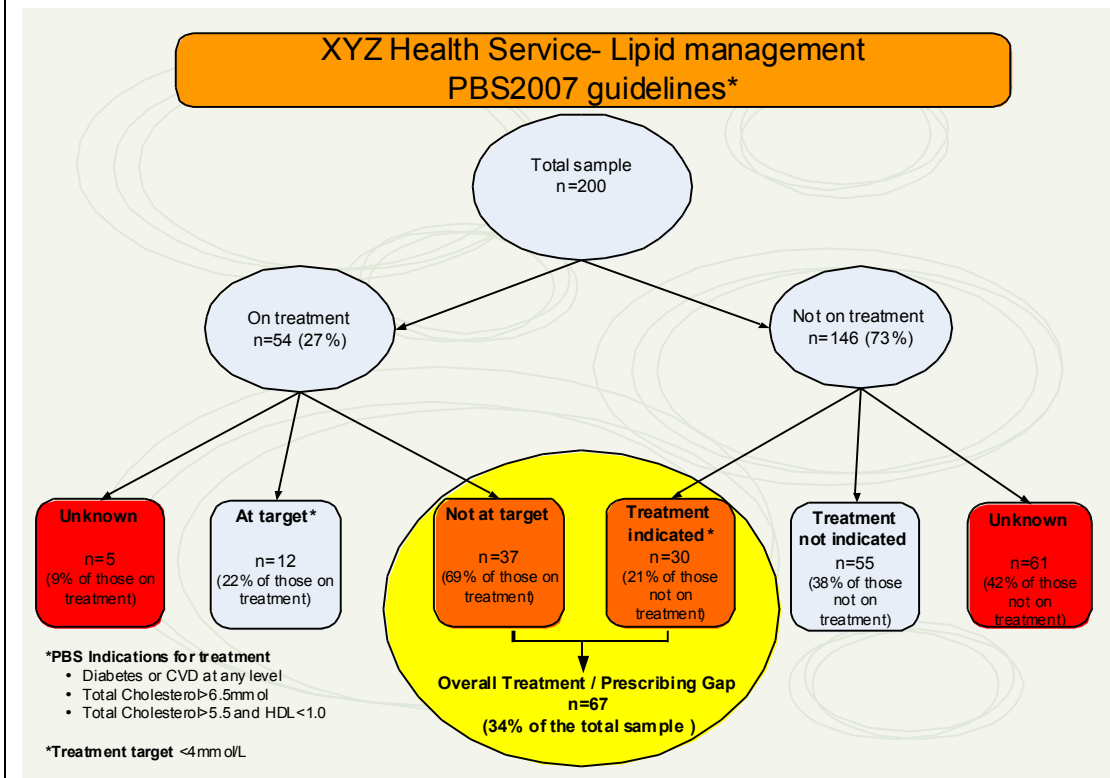 XYZ Health Service- Lipid management
PBS2007 guidelines*
Total sample
n=200
On treatment
n=54 (27%)
Not on treatment
n=146 (73%)
Unknown
n=5
(9% of those on
treatment)
At target*
n=12
(22% of those on
treatment)
Not at target
n=37
(69% of those on
treatment)
Treatment
indicated*
n=30
(21% of those
not on
treatment)
Treatment
not indicated
n=55
(38% of those
not on
treatment)
Unknown
n=61
(42% of those
not on
treatment)
Overall Treatment / Prescribing Gap
n=67
(34% of the total sample )
*PBS Indications for treatment
• Diabetes or CVD at any level
• Total Cholesterol>6.5mmol
• Total Cholesterol>5.5 and HDL<1.0
*Treatment target <4mmol/L